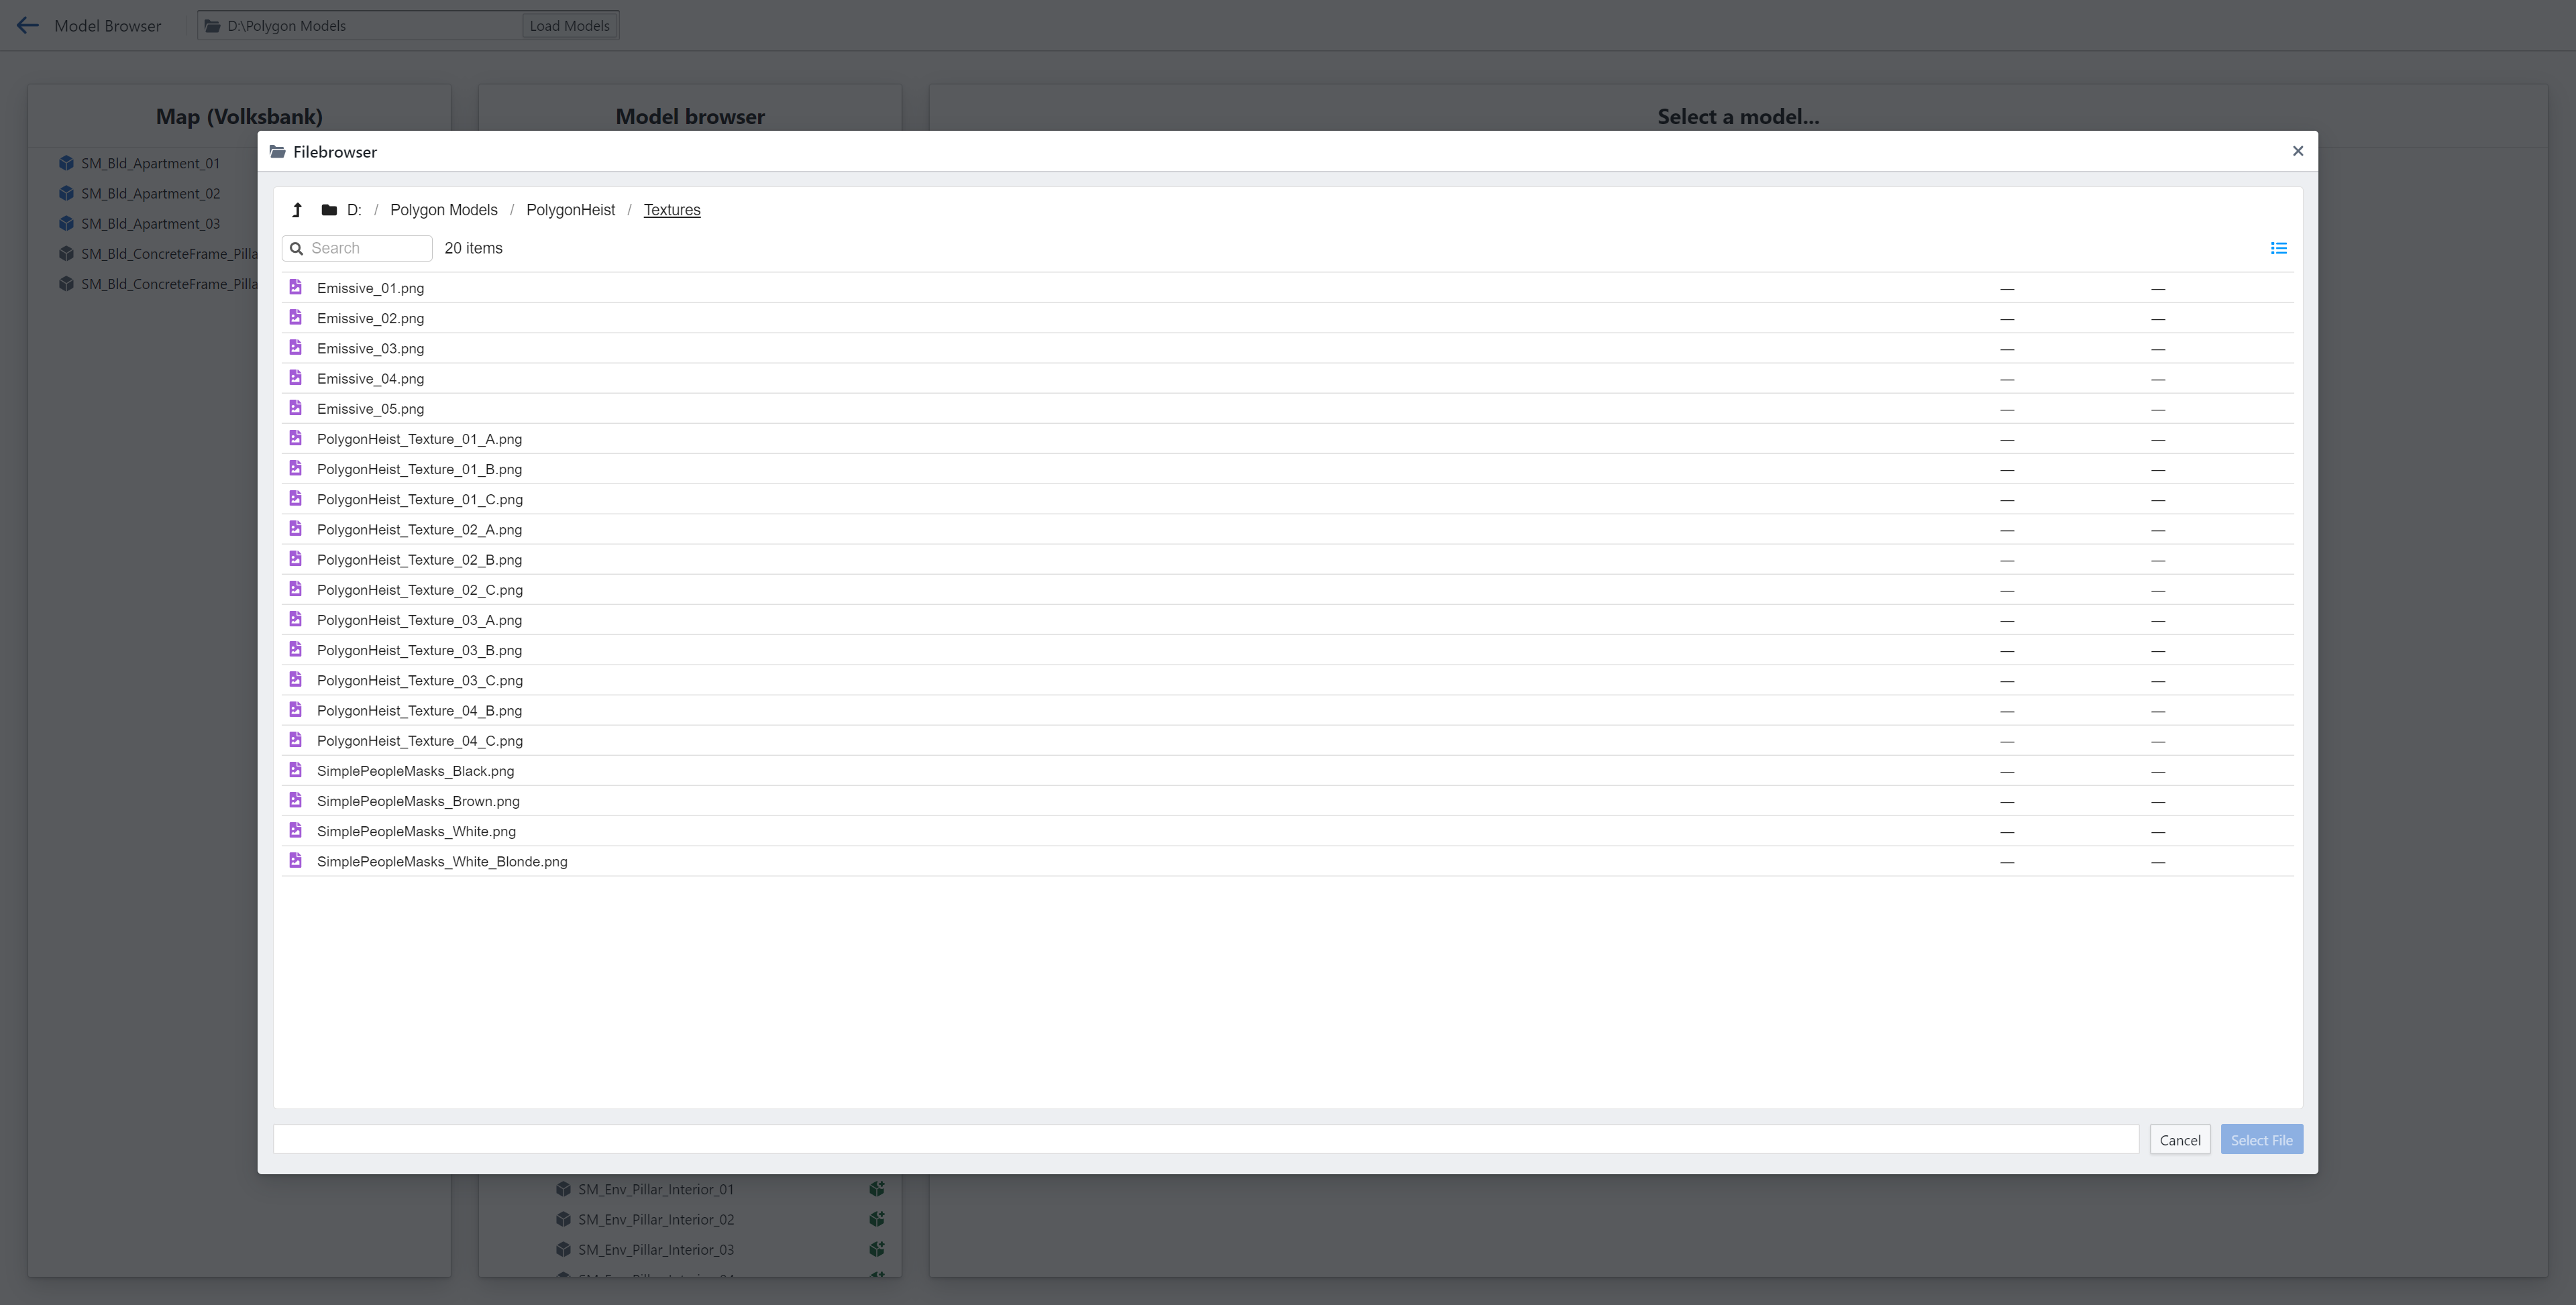 Model Browser
D:\Polygon Models
Load Models
Map (Volksbank)
Model browser
Select a model...
SM_Bld_Apartment_01
SM_Bld_Apartment_02
SM_Bld_Apartment_03
SM_Bld_ConcreteFrame_Pilla
SM_Bld_ConcreteFrame_Pilla
Filebrowser
D: / Polygon Models / PolygonHeist / Textures
Search
20 items
Emissive_01.png — —
Emissive_02.png — —
Emissive_03.png — —
Emissive_04.png — —
Emissive_05.png — —
PolygonHeist_Texture_01_A.png — —
PolygonHeist_Texture_01_B.png — —
PolygonHeist_Texture_01_C.png — —
PolygonHeist_Texture_02_A.png — —
PolygonHeist_Texture_02_B.png — —
PolygonHeist_Texture_02_C.png — —
PolygonHeist_Texture_03_A.png — —
PolygonHeist_Texture_03_B.png — —
PolygonHeist_Texture_03_C.png — —
PolygonHeist_Texture_04_B.png — —
PolygonHeist_Texture_04_C.png — —
SimplePeopleMasks_Black.png — —
SimplePeopleMasks_Brown.png — —
SimplePeopleMasks_White.png — —
SimplePeopleMasks_White_Blonde.png — —
Cancel
Select File
SM_Env_Pillar_Interior_01
SM_Env_Pillar_Interior_02
SM_Env_Pillar_Interior_03